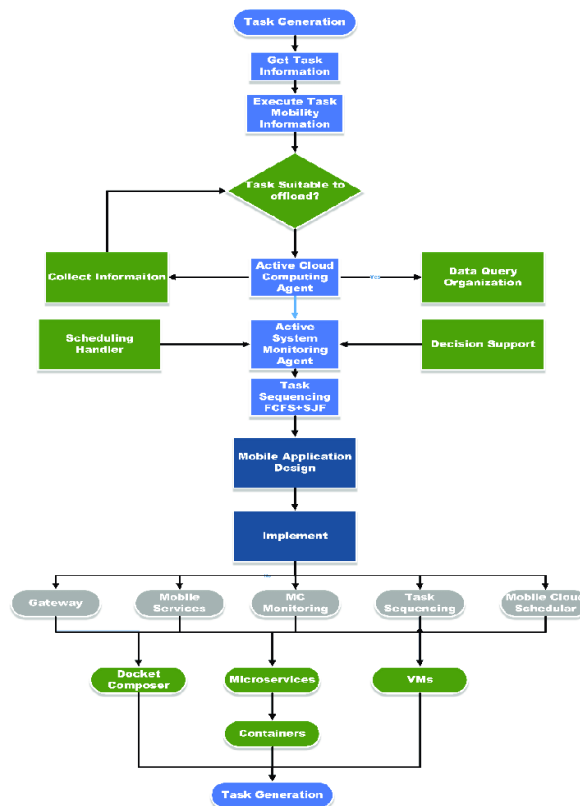 Task Generation
Get Task
Information
Execute Task
Mobility
Information
Task Suitable to
offload?
Collect Informaiton
Active Cloud
Computing
Agent
Yes
Data Query
Organization
Scheduling
Handler
Active
System
Monitoring
Agent
Decision Support
Task
Sequencing
FCFS+SJF
Mobile Application
Design
Implement
Gateway
Mobile
Services
MC
Monitoring
Task
Sequencing
Mobile Cloud
Schedular
Docket
Composer
Microservices
VMs
Containers
Task Generation